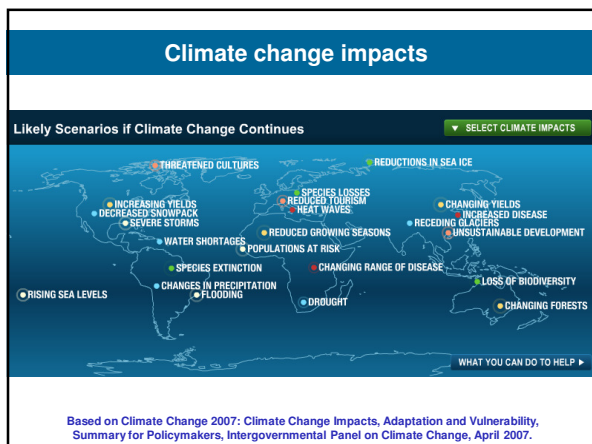 Climate change impacts
Likely Scenarios if Climate Change Continues
▼ SELECT CLIMATE IMPACTS
THREATENED CULTURES
REDUCTIONS IN SEA ICE
SPECIES LOSSES
REDUCED TOURISM
HEAT WAVES
INCREASING YIELDS
DECREASED SNOWPACK
SEVERE STORMS
CHANGING YIELDS
INCREASED DISEASE
RECEDING GLACIERS
UNSUSTAINABLE DEVELOPMENT
REDUCED GROWING SEASONS
WATER SHORTAGES
POPULATIONS AT RISK
SPECIES EXTINCTION
CHANGING RANGE OF DISEASE
LOSS OF BIODIVERSITY
CHANGES IN PRECIPITATION
RISING SEA LEVELS
FLOODING
DROUGHT
CHANGING FORESTS
WHAT YOU CAN DO TO HELP ▶
Based on Climate Change 2007: Climate Change Impacts, Adaptation and Vulnerability,
Summary for Policymakers, Intergovernmental Panel on Climate Change, April 2007.